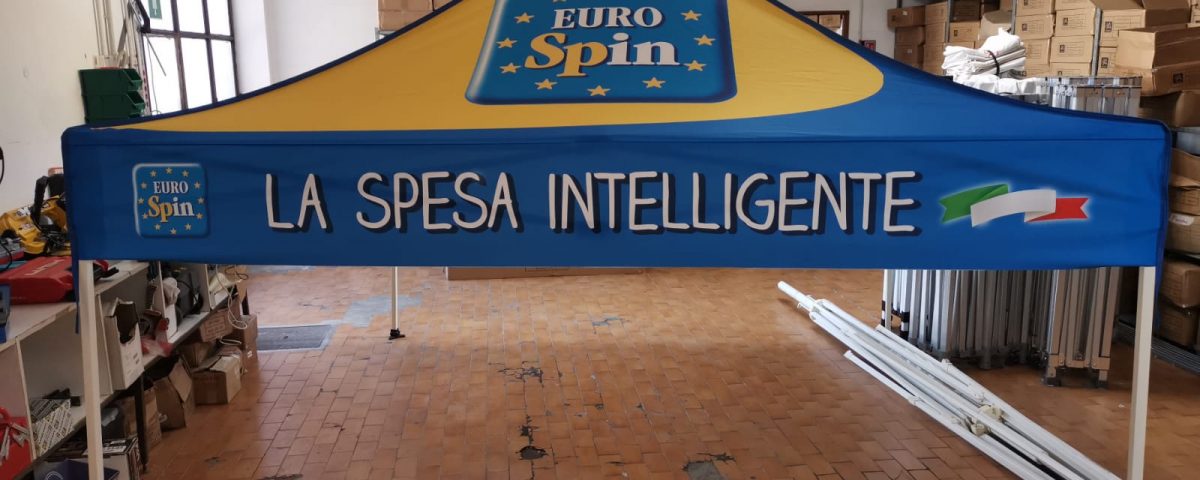 EURO
Spin
EURO
Spin
LA SPESA INTELLIGENTE